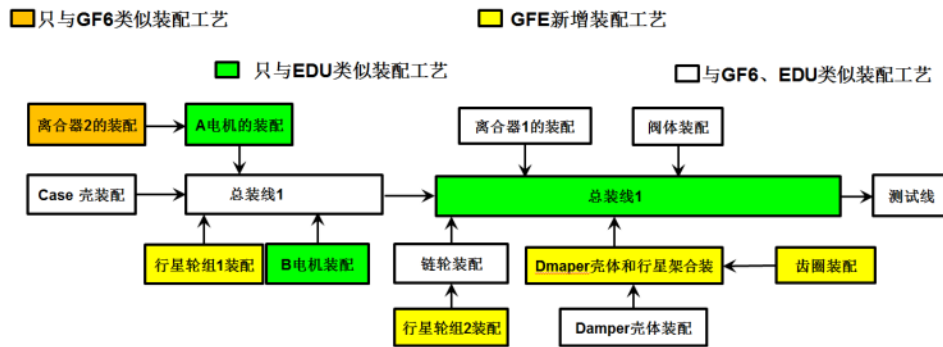 只与GF6类似装配工艺
GFE新增装配工艺
只与EDU类似装配工艺
与GF6、EDU类似装配工艺
离合器2的装配
A电机的装配
离合器1的装配
阀体装配
Case 壳装配
总装线1
总装线1
测试线
行星轮组1装配
B电机装配
链轮装配
Dmaper壳体和行星架合装
齿圈装配
行星轮组2装配
Damper壳体装配